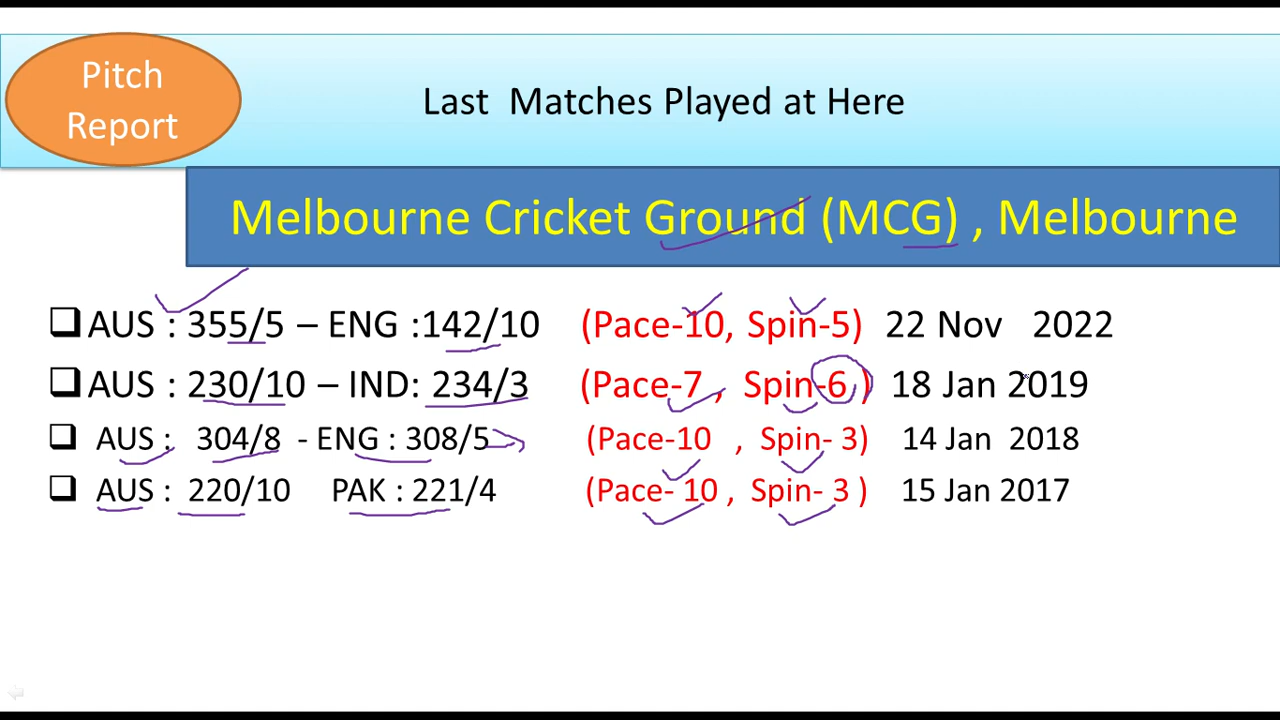 Pitch
Report
Last Matches Played at Here
Melbourne Cricket Ground (MCG) , Melbourne
AUS : 355/5 – ENG :142/10 (Pace-10, Spin-5) 22 Nov 2022
AUS : 230/10 – IND: 234/3 (Pace-7 , Spin-6 ) 18 Jan 2019
AUS : 304/8 - ENG : 308/5 (Pace-10 , Spin- 3) 14 Jan 2018
AUS : 220/10 PAK : 221/4 (Pace- 10 , Spin- 3 ) 15 Jan 2017